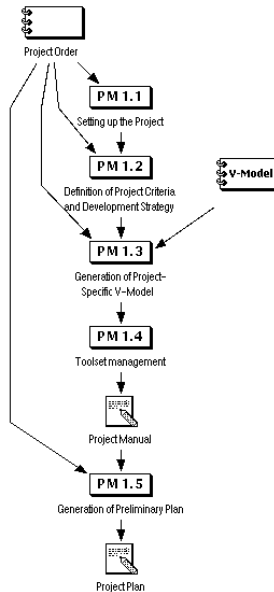 Project Order
PM 1.1
Setting up the Project
PM 1.2
Definition of Project Criteria
and Development Strategy
V-Model
PM 1.3
Generation of Project-
Specific V-Model
PM 1.4
Toolset management
Project Manual
PM 1.5
Generation of Preliminary Plan
Project Plan